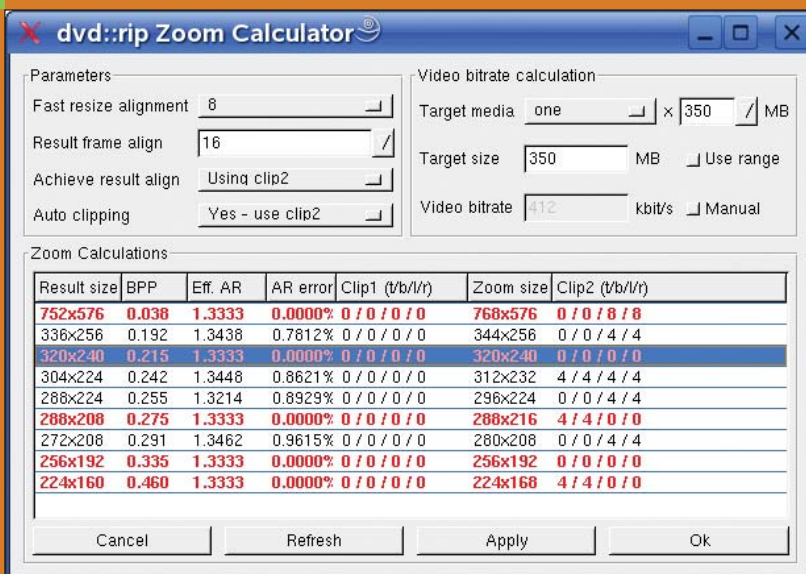 dvd::rip Zoom Calculator
Parameters
Fast resize alignment 8
Result frame align 16
Achieve result align Using clip2
Auto clipping Yes - use clip2
Video bitrate calculation
Target media one x 350 MB
Target size 350 MB Use range
Video bitrate 412 kbit/s Manual
Zoom Calculations
Result size BPP Eff. AR AR error Clip1 (t/b/l/r) Zoom size Clip2 (t/b/l/r)
752x576 0.038 1.3333 0.0000% 0 / 0 / 0 / 0 768x576 0 / 0 / 8 / 8
336x256 0.192 1.3438 0.7812% 0 / 0 / 0 / 0 344x256 0 / 0 / 4 / 4
320x240 0.215 1.3333 0.0000% 0 / 0 / 0 / 0 320x240 0 / 0 / 0 / 0
304x224 0.242 1.3448 0.8621% 0 / 0 / 0 / 0 312x232 4 / 4 / 4 / 4
288x224 0.255 1.3214 0.8929% 0 / 0 / 0 / 0 296x224 0 / 0 / 4 / 4
288x208 0.275 1.3333 0.0000% 0 / 0 / 0 / 0 288x216 4 / 4 / 0 / 0
272x208 0.291 1.3462 0.9615% 0 / 0 / 0 / 0 280x208 0 / 0 / 4 / 4
256x192 0.335 1.3333 0.0000% 0 / 0 / 0 / 0 256x192 0 / 0 / 0 / 0
224x160 0.460 1.3333 0.0000% 0 / 0 / 0 / 0 224x168 4 / 4 / 0 / 0
Cancel Refresh Apply Ok